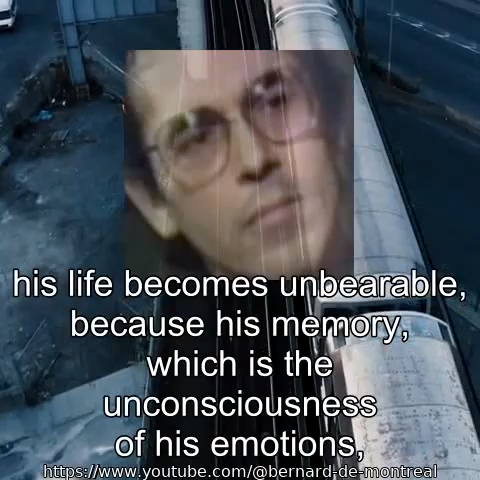 his life becomes unbearable,
because his memory,
which is the
unconsciousness
of his emotions,
https://www.youtube.com/@bernard-de-montreal